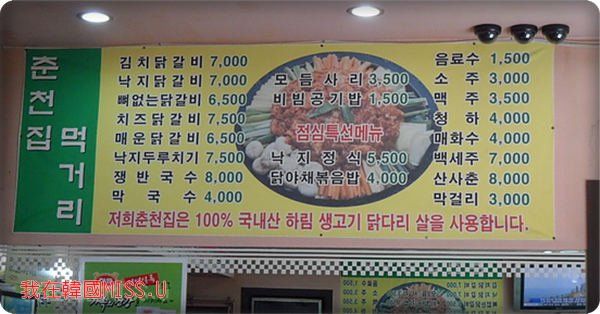 춘천집
먹거리
김치닭갈비 7,000
낙지닭갈비 7,000
뼈없는닭갈비 6,500
치즈닭갈비 7,500
매운닭갈비 6,500
낙지두루치기 7,500
쟁반국수 8,000
막국수 4,000
모듬사리 3,500
비빔공기밥 1,500
점심특선메뉴
낙지정식 5,500
닭야채볶음밥 4,000
음료수 1,500
소주 3,000
맥주 3,500
청하 4,000
매화수 4,000
백세주 7,000
산사춘 8,000
막걸리 3,000
저희춘천집은 100% 국내산 하림 생고기 닭다리 살을 사용합니다.
我在韓國MISS.U